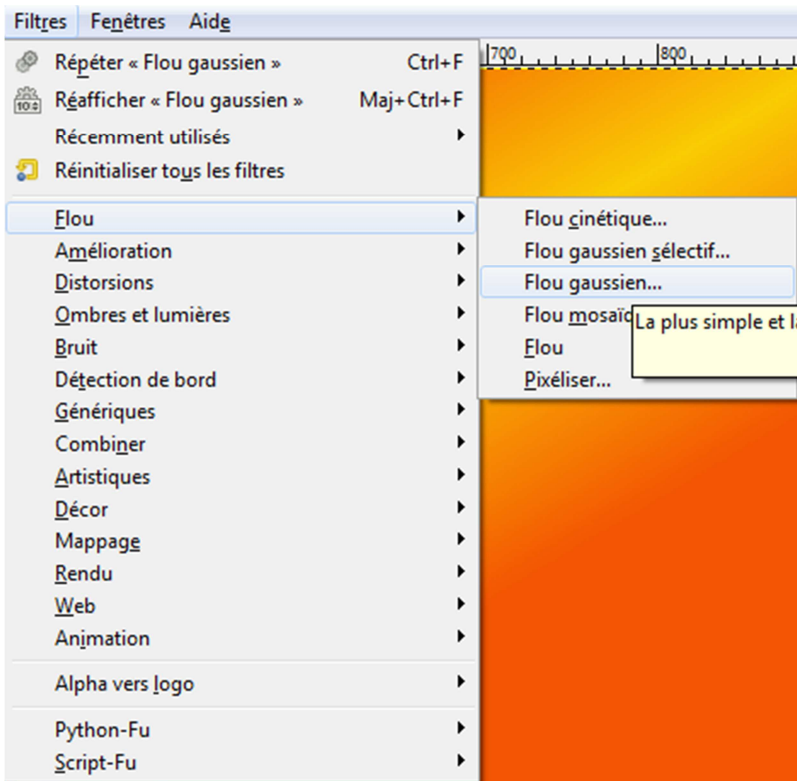 Filtres Fenêtres Aide
Répéter « Flou gaussien » Ctrl+F
Réafficher « Flou gaussien » Maj+Ctrl+F
Récemment utilisés
Réinitialiser tous les filtres
Flou
Amélioration
Distorsions
Ombres et lumières
Bruit
Détection de bord
Génériques
Combiner
Artistiques
Décor
Mappage
Rendu
Web
Animation
Alpha vers logo
Python-Fu
Script-Fu
700 800
Flou cinétique...
Flou gaussien sélectif...
Flou gaussien...
Flou
La plus simple et
Flou
Pixéliser...
10